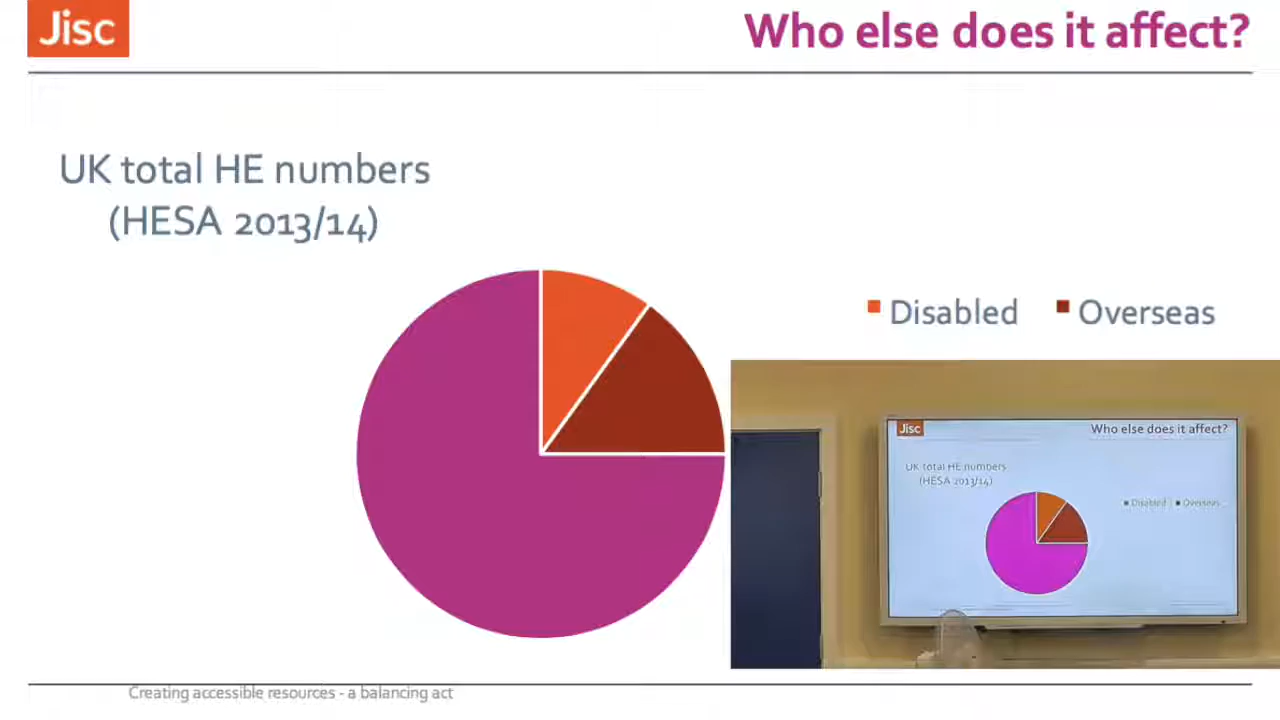 Jisc
Who else does it affect?
UK total HE numbers
(HESA 2013/14)
Disabled
Overseas
Jisc
Who else does it affect?
UK total HE numbers
(HESA 2013/14)
Disabled
Overseas
Creating accessible resources - a balancing act